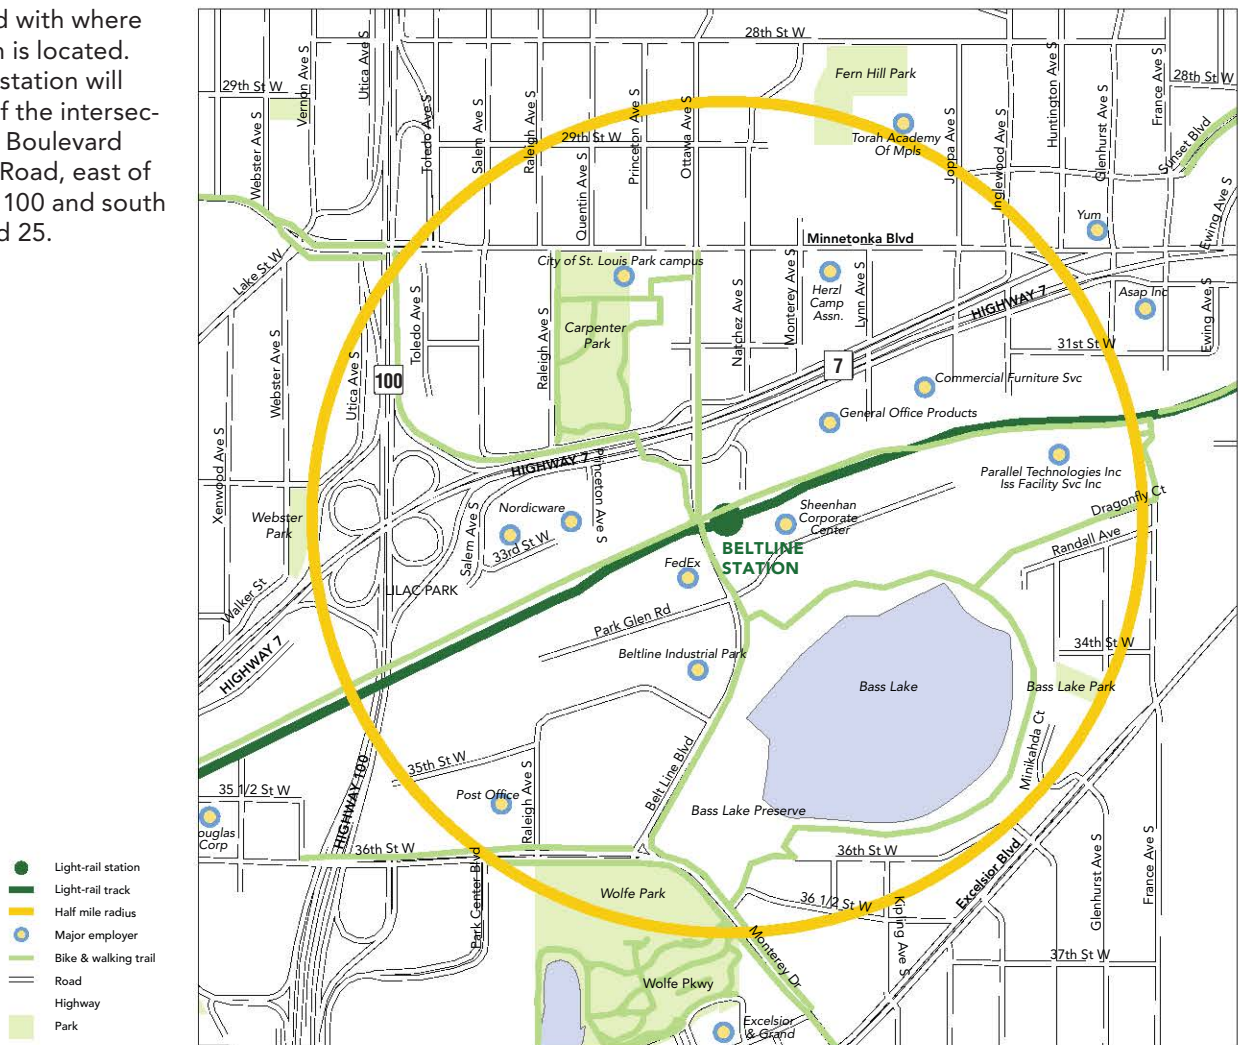 d with where
n is located.
station will
f the intersec-
Boulevard
Road, east of
100 and south
d 25.
28th St W
Fern Hill Park
28th St W
29th St W
Vernon Ave S
Utica Ave S
Huntington Ave S
France Ave S
Webster Ave S
Toledo Ave S
Salem Ave S
Raleigh Ave S
29th St W
Princeton Ave S
Ottawa Ave S
Torah Academy
Of Mpls
Joppa Ave S
Glenhurst Ave S
Sunset Blvd
Quentin Ave S
Inglewood Ave S
Ewing Ave S
Yum
Minnetonka Blvd
Lake St W
City of St. Louis Park campus
Monterey Ave S
Herzl
Camp
Assn.
Lynn Ave S
HIGHWAY 7
Asap Inc
Ewing Ave S
Toledo Ave S
Raleigh Ave S
Carpenter
Park
Natchez Ave S
31st St W
Webster Ave S
Utica Ave S
100
7
Commercial Furniture Svc
General Office Products
Xenwood Ave S
HIGHWAY 7
Princeton Ave S
Parallel Technologies Inc
Iss Facility Svc Inc
Dragonfly Ct
Webster
Park
Salem Ave S
Nordicware
33rd St W
Sheenhan
Corporate
Center
BELTLINE
STATION
Randall Ave
FedEx
LILAC PARK
Walker St
Park Glen Rd
34th St W
HIGHWAY 7
Beltline Industrial Park
Bass Lake
Bass Lake Park
Minikahda Ct
35th St W
Belt Line Blvd
35 1/2 St W
HIGHWAY 100
Post Office
Raleigh Ave S
Bass Lake Preserve
ouglas
Corp
36th St W
36th St W
Excelsior Blvd
Glenhurst Ave S
France Ave S
Park Center Blvd
Wolfe Park
36 1/2 St W
Kipling Ave S
Monterey Dr
37th St W
Wolfe Pkwy
Excelsior
& Grand
Light-rail station
Light-rail track
Half mile radius
Major employer
Bike & walking trail
Road
Highway
Park